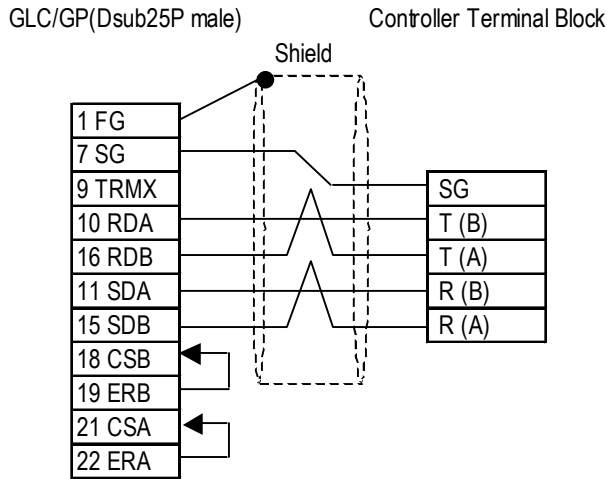 GLC/GP(Dsub25P male)
Controller Terminal Block
Shield
1 FG
7 SG
9 TRMX
10 RDA
16 RDB
11 SDA
15 SDB
18 CSB
19 ERB
21 CSA
22 ERA
SG
T (B)
T (A)
R (B)
R (A)